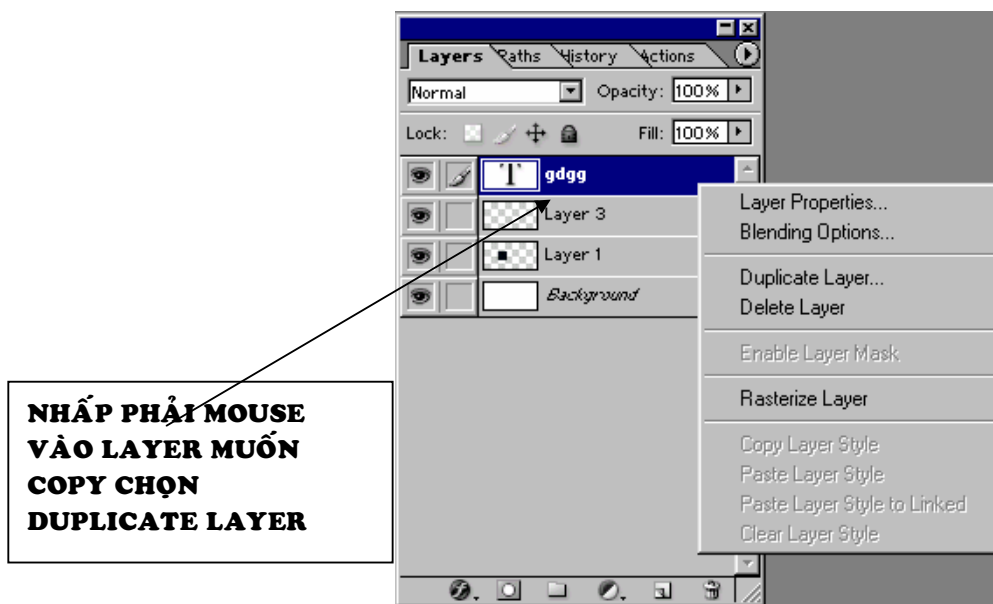 Layers Paths History Actions
Normal Opacity: 100%
Lock: Fill: 100%
T gdgg
Layer 3
Layer 1
Background
Layer Properties...
Blending Options...
Duplicate Layer...
Delete Layer
Enable Layer Mask
Rasterize Layer
Copy Layer Style
Paste Layer Style
Paste Layer Style to Linked
Clear Layer Style
NHẤP PHẢI MOUSE
VÀO LAYER MUỐN
COPY CHỌN
DUPLICATE LAYER